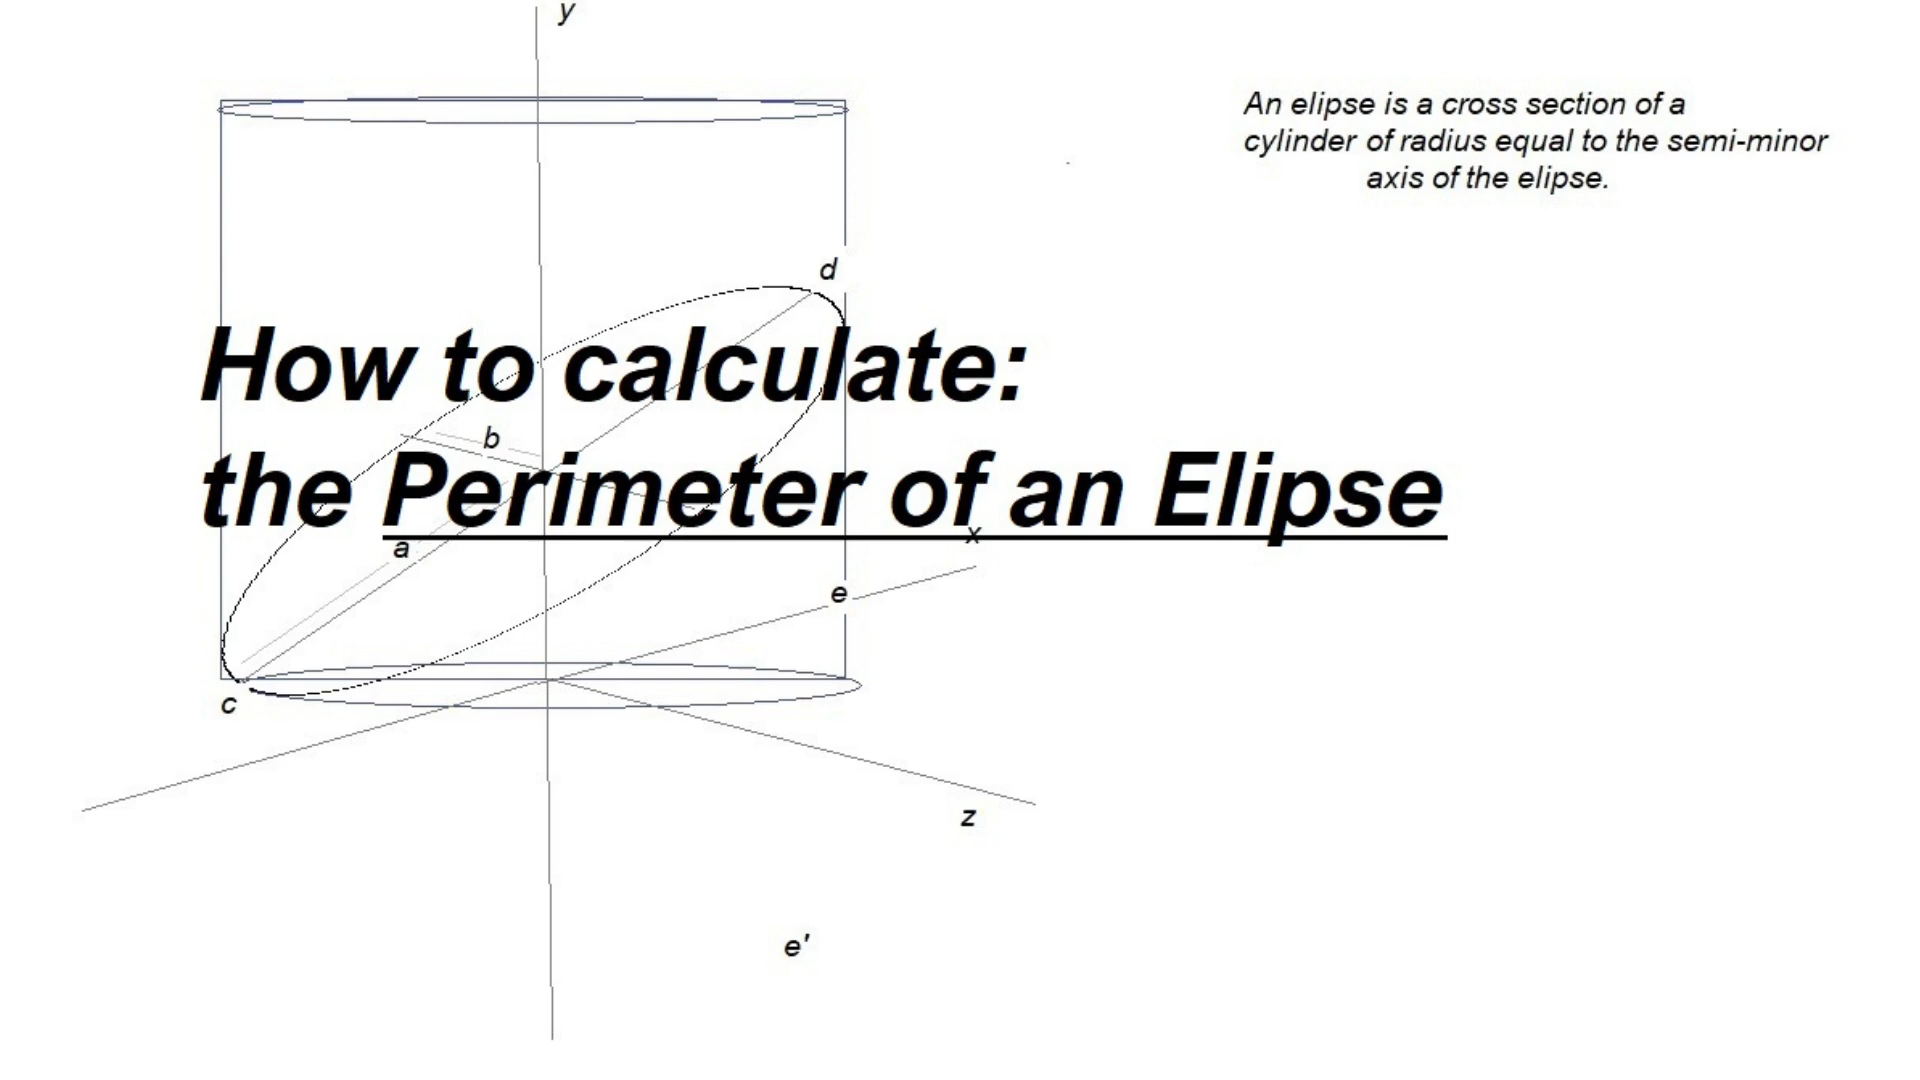 y
An elipse is a cross section of a
cylinder of radius equal to the semi-minor
axis of the elipse.
d
How to calculate:
b
the Perimeter of an Elipse
x
a
e
c
z
e'